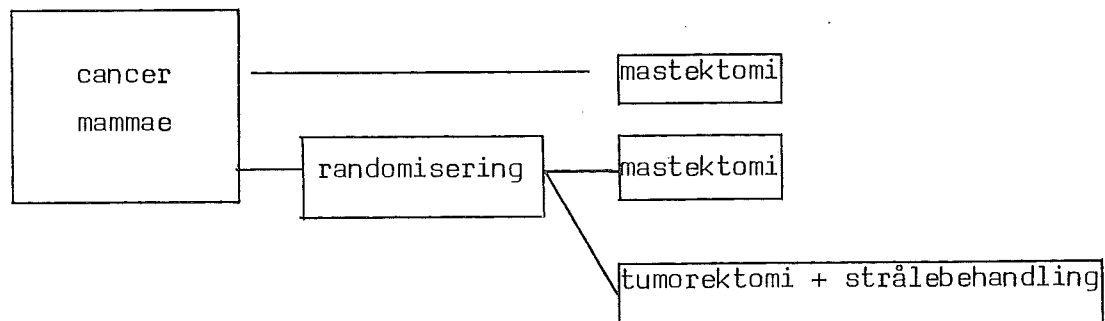 cancer
mammae
mastektomi
randomisering
mastektomi
tumorektomi + strålebehandling